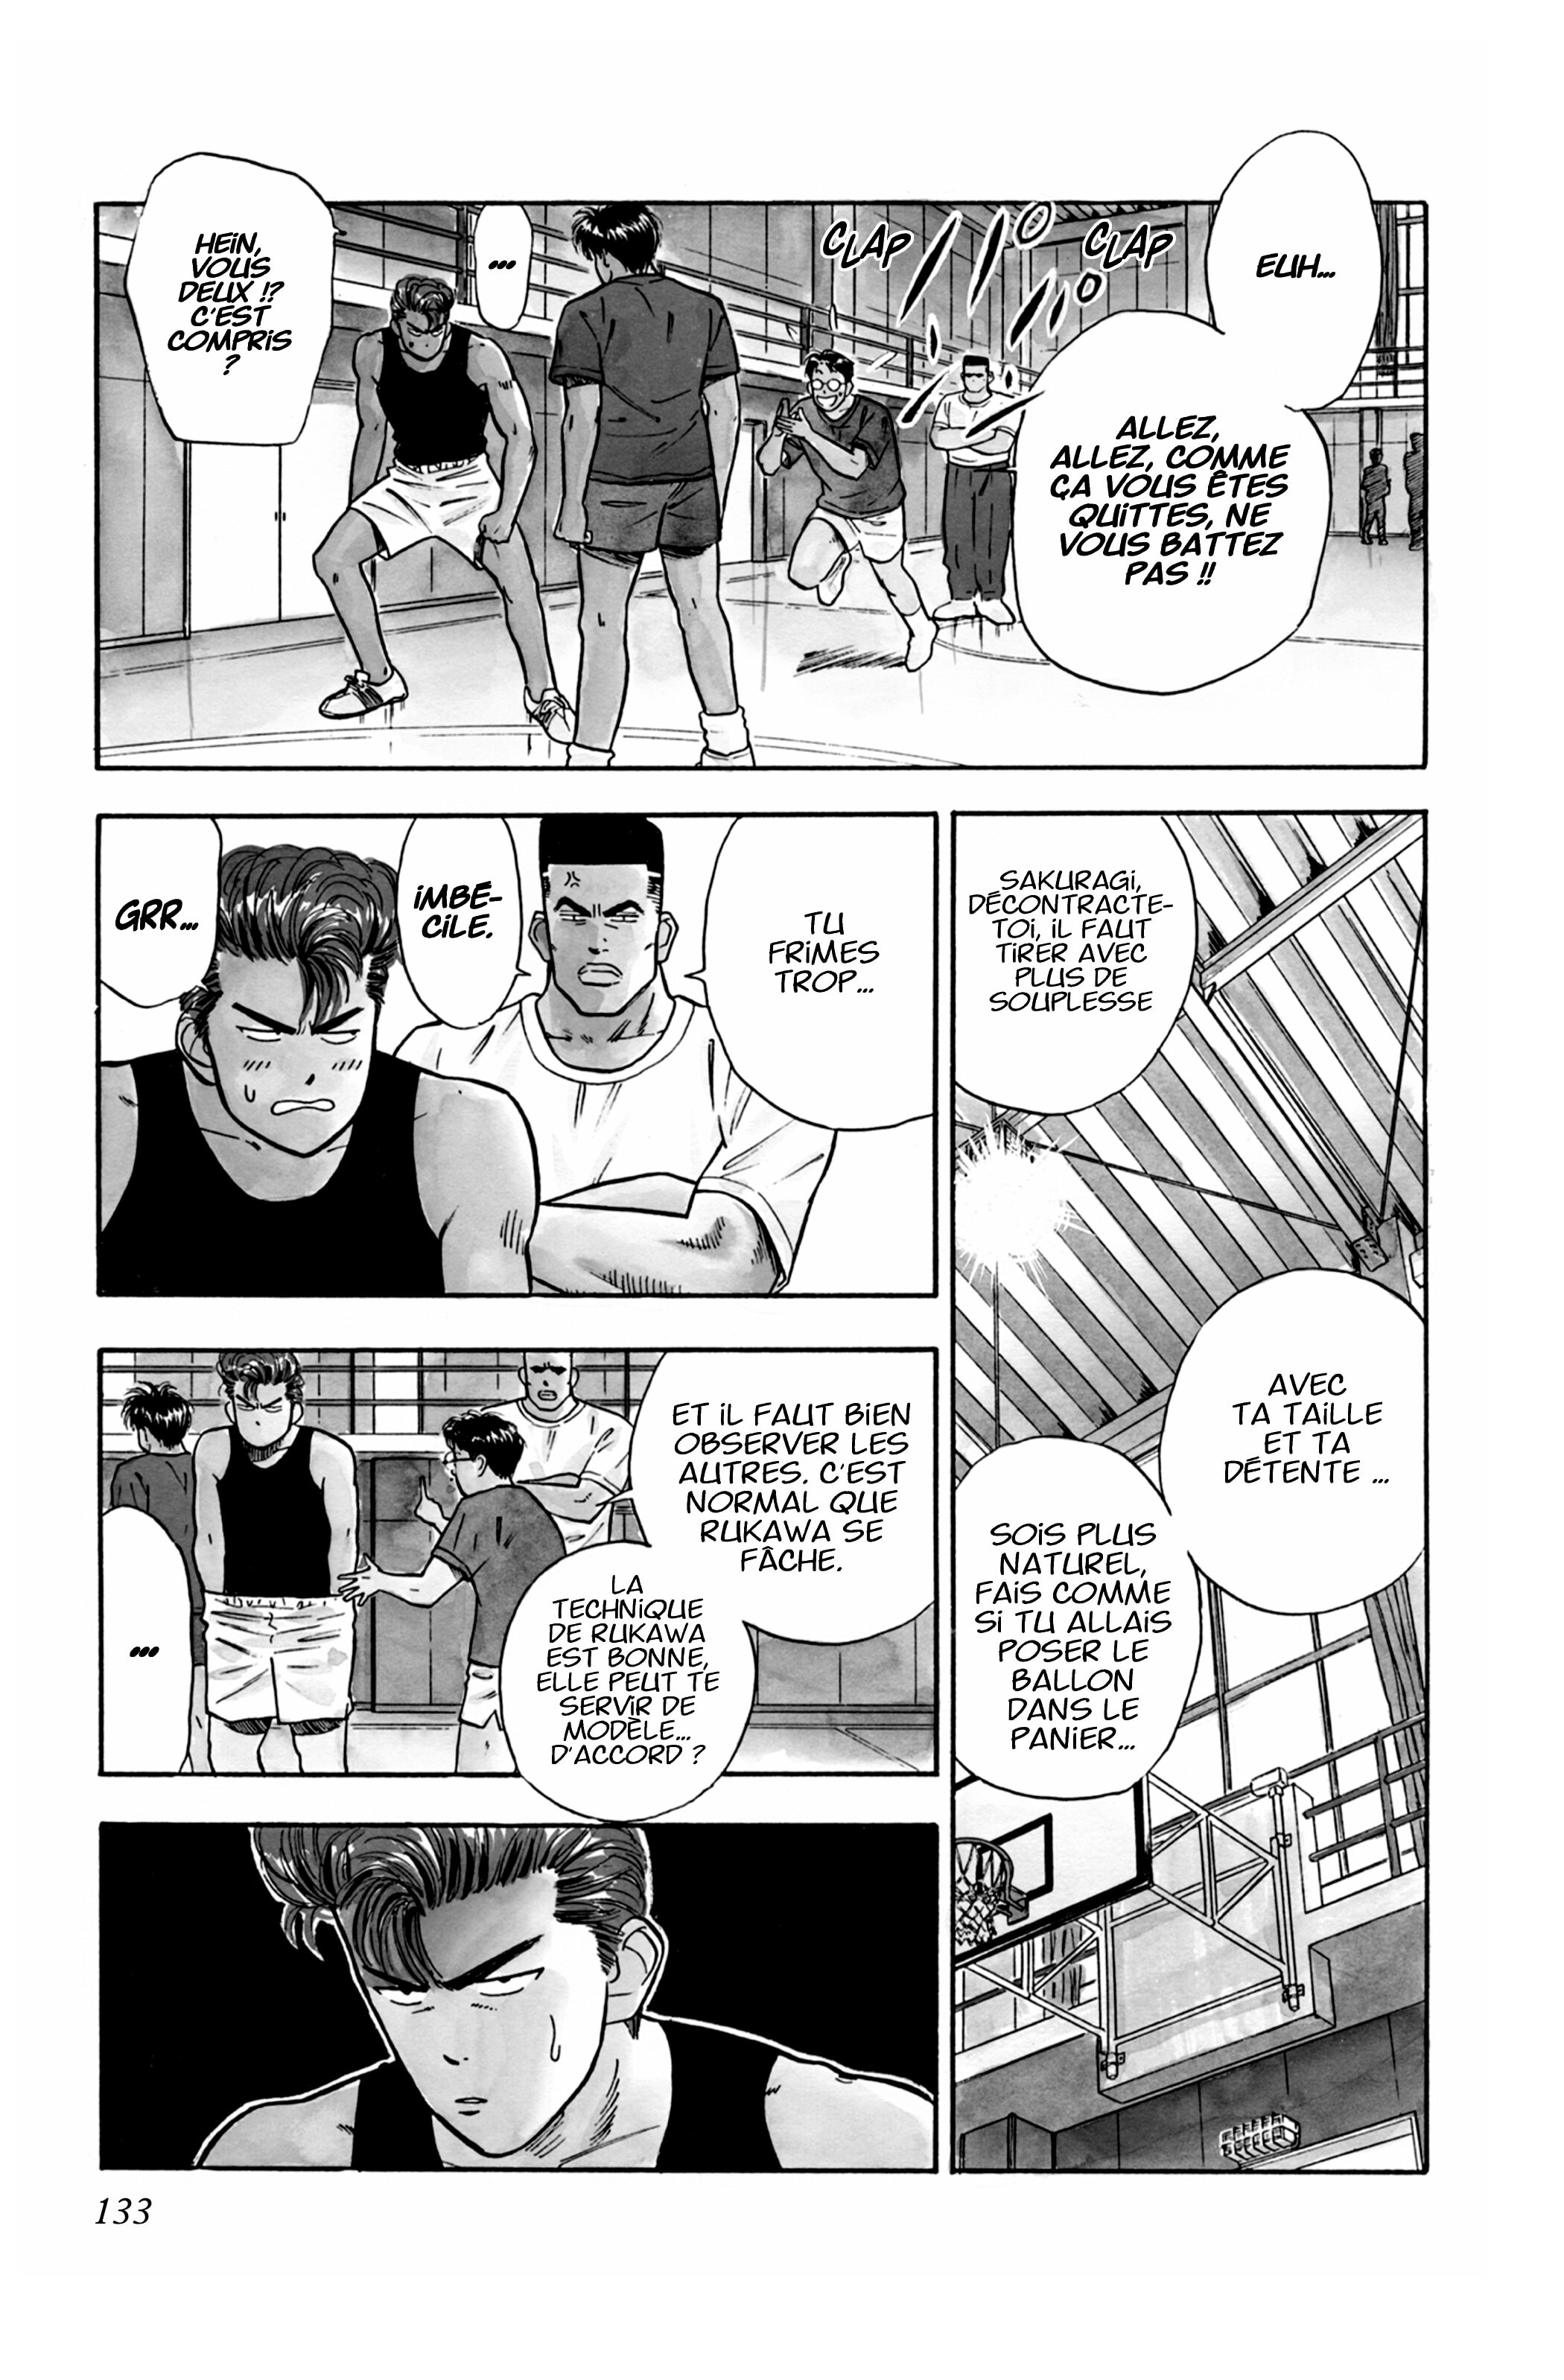 EUH...
ALLEZ,
ALLEZ, COMME
ÇA VOUS ÊTES
QUITTES, NE
VOUS BATTEZ
PAS !!
CLAP
CLAP
...
HEIN,
VOUS
DEUX !?
C'EST
COMPRIS
?
SAKURAGI,
DÉCONTRACTE-
TOI, IL FAUT
TIRER AVEC
PLUS DE
SOUPLESSE
AVEC
TA TAILLE
ET TA
DÉTENTE ...
SOIS PLUS
NATUREL,
FAIS COMME
SI TU ALLAIS
POSER LE
BALLON
DANS LE
PANIER...
TU
FRIMES
TROP...
IMBÉ-
CILE.
GRR...
ET IL FAUT BIEN
OBSERVER LES
AUTRES. C'EST
NORMAL QUE
RUKAWA SE
FÂCHE.
LA
TECHNIQUE
DE RUKAWA
EST BONNE,
ELLE PEUT TE
SERVIR DE
MODÈLE...
D'ACCORD ?
...
133